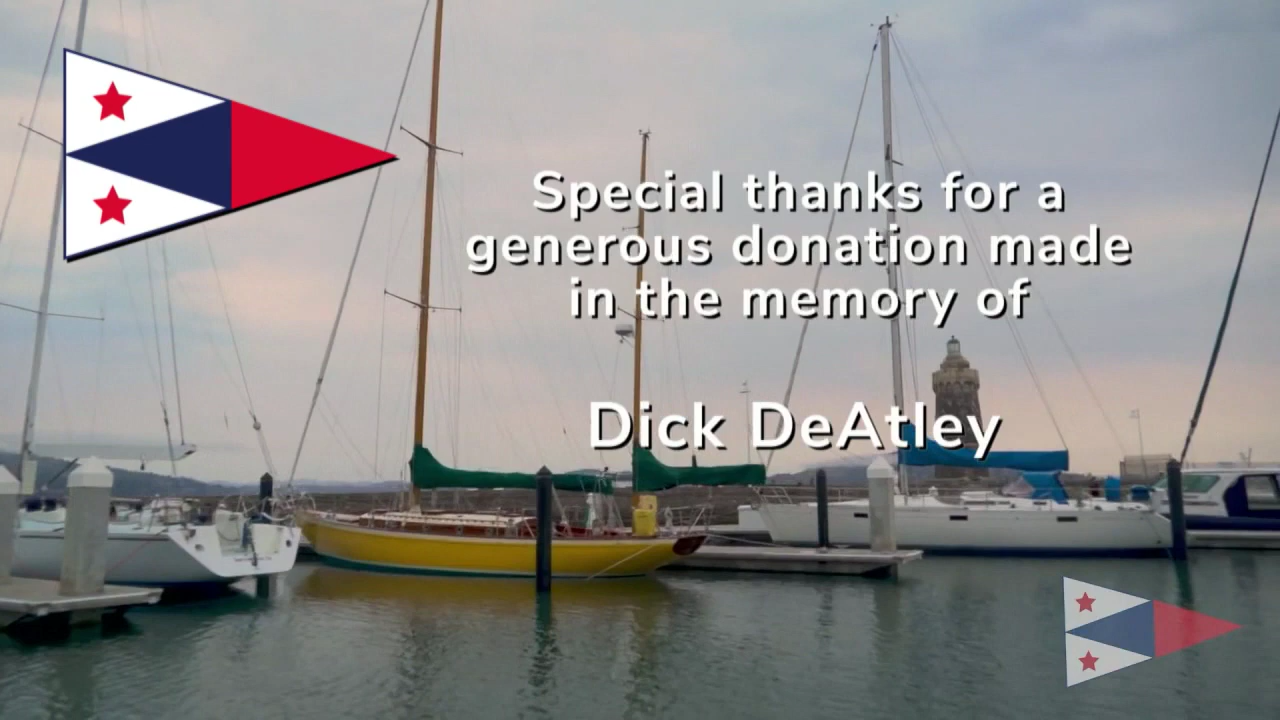 Special thanks for a
generous donation made
in the memory of
Dick DeAtley